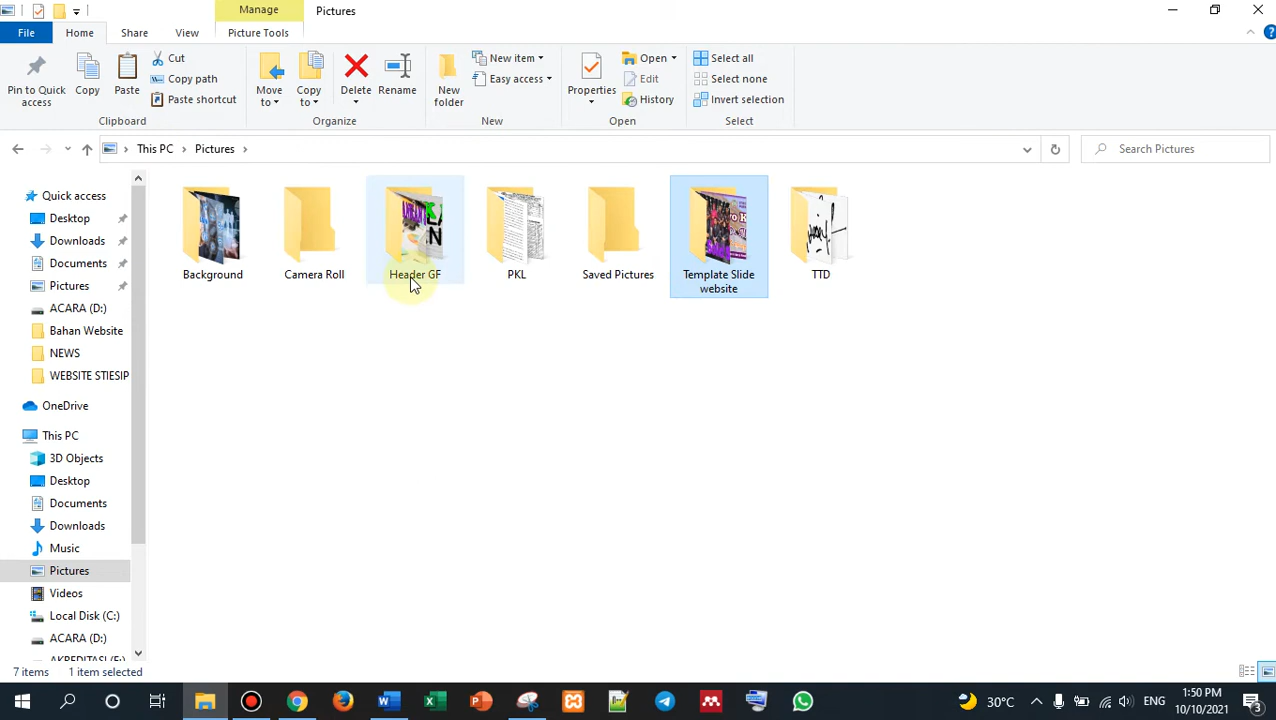 Manage
Pictures
File
Home
Share
View
Picture Tools
Pin to Quick access
Copy
Paste
Cut
Copy path
Paste shortcut
Clipboard
Move to
Copy to
Delete
Rename
Organize
New folder
New item
Easy access
New
Properties
Open
Edit
History
Open
Select all
Select none
Invert selection
Select
This PC
Pictures
Search Pictures
Quick access
Desktop
Downloads
Documents
Pictures
ACARA (D:)
Bahan Website
NEWS
WEBSITE STIESIP
OneDrive
This PC
3D Objects
Desktop
Documents
Downloads
Music
Pictures
Videos
Local Disk (C:)
ACARA (D:)
AKREDITASI (E:)
Background
Camera Roll
Header GF
PKL
Saved Pictures
Template Slide
website
TTD
7 items
1 item selected
30°C
ENG
1:50 PM
10/10/2021
3